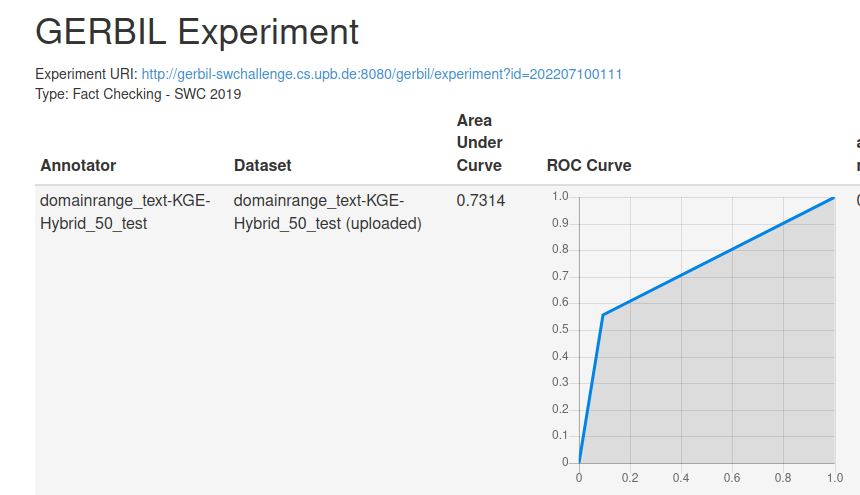 GERBIL Experiment
Experiment URI: http://gerbil-swchallenge.cs.upb.de:8080/gerbil/experiment?id=202207100111
Type: Fact Checking - SWC 2019
Annotator
Dataset
Area
Under
Curve
ROC Curve
domainrange_text-KGE-
Hybrid_50_test
domainrange_text-KGE-
Hybrid_50_test (uploaded)
0.7314
1.0
0.9
0.8
0.7
0.6
0.5
0.4
0.3
0.2
0.1
0
0 0.2 0.4 0.6 0.8 1.0